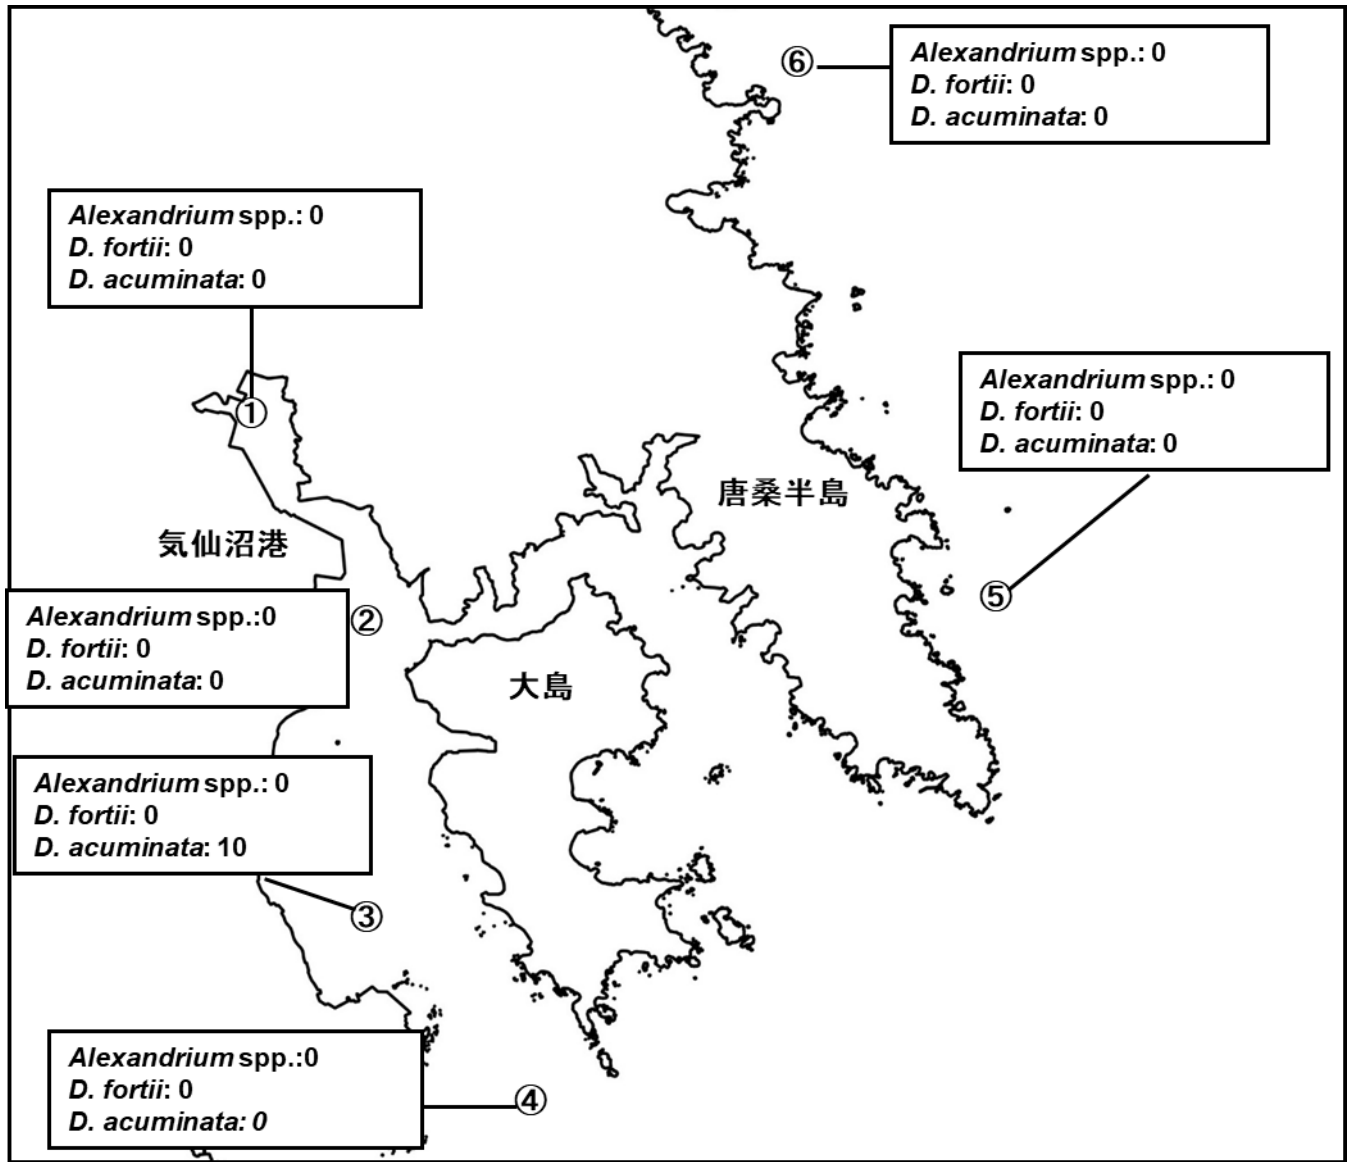 ⑥
Alexandrium spp.: 0
D. fortii: 0
D. acuminata: 0
Alexandrium spp.: 0
D. fortii: 0
D. acuminata: 0
①
Alexandrium spp.: 0
D. fortii: 0
D. acuminata: 0
⑤
唐桑半島
気仙沼港
Alexandrium spp.:0
D. fortii: 0
D. acuminata: 0
②
大島
Alexandrium spp.: 0
D. fortii: 0
D. acuminata: 10
③
Alexandrium spp.:0
D. fortii: 0
D. acuminata: 0
④